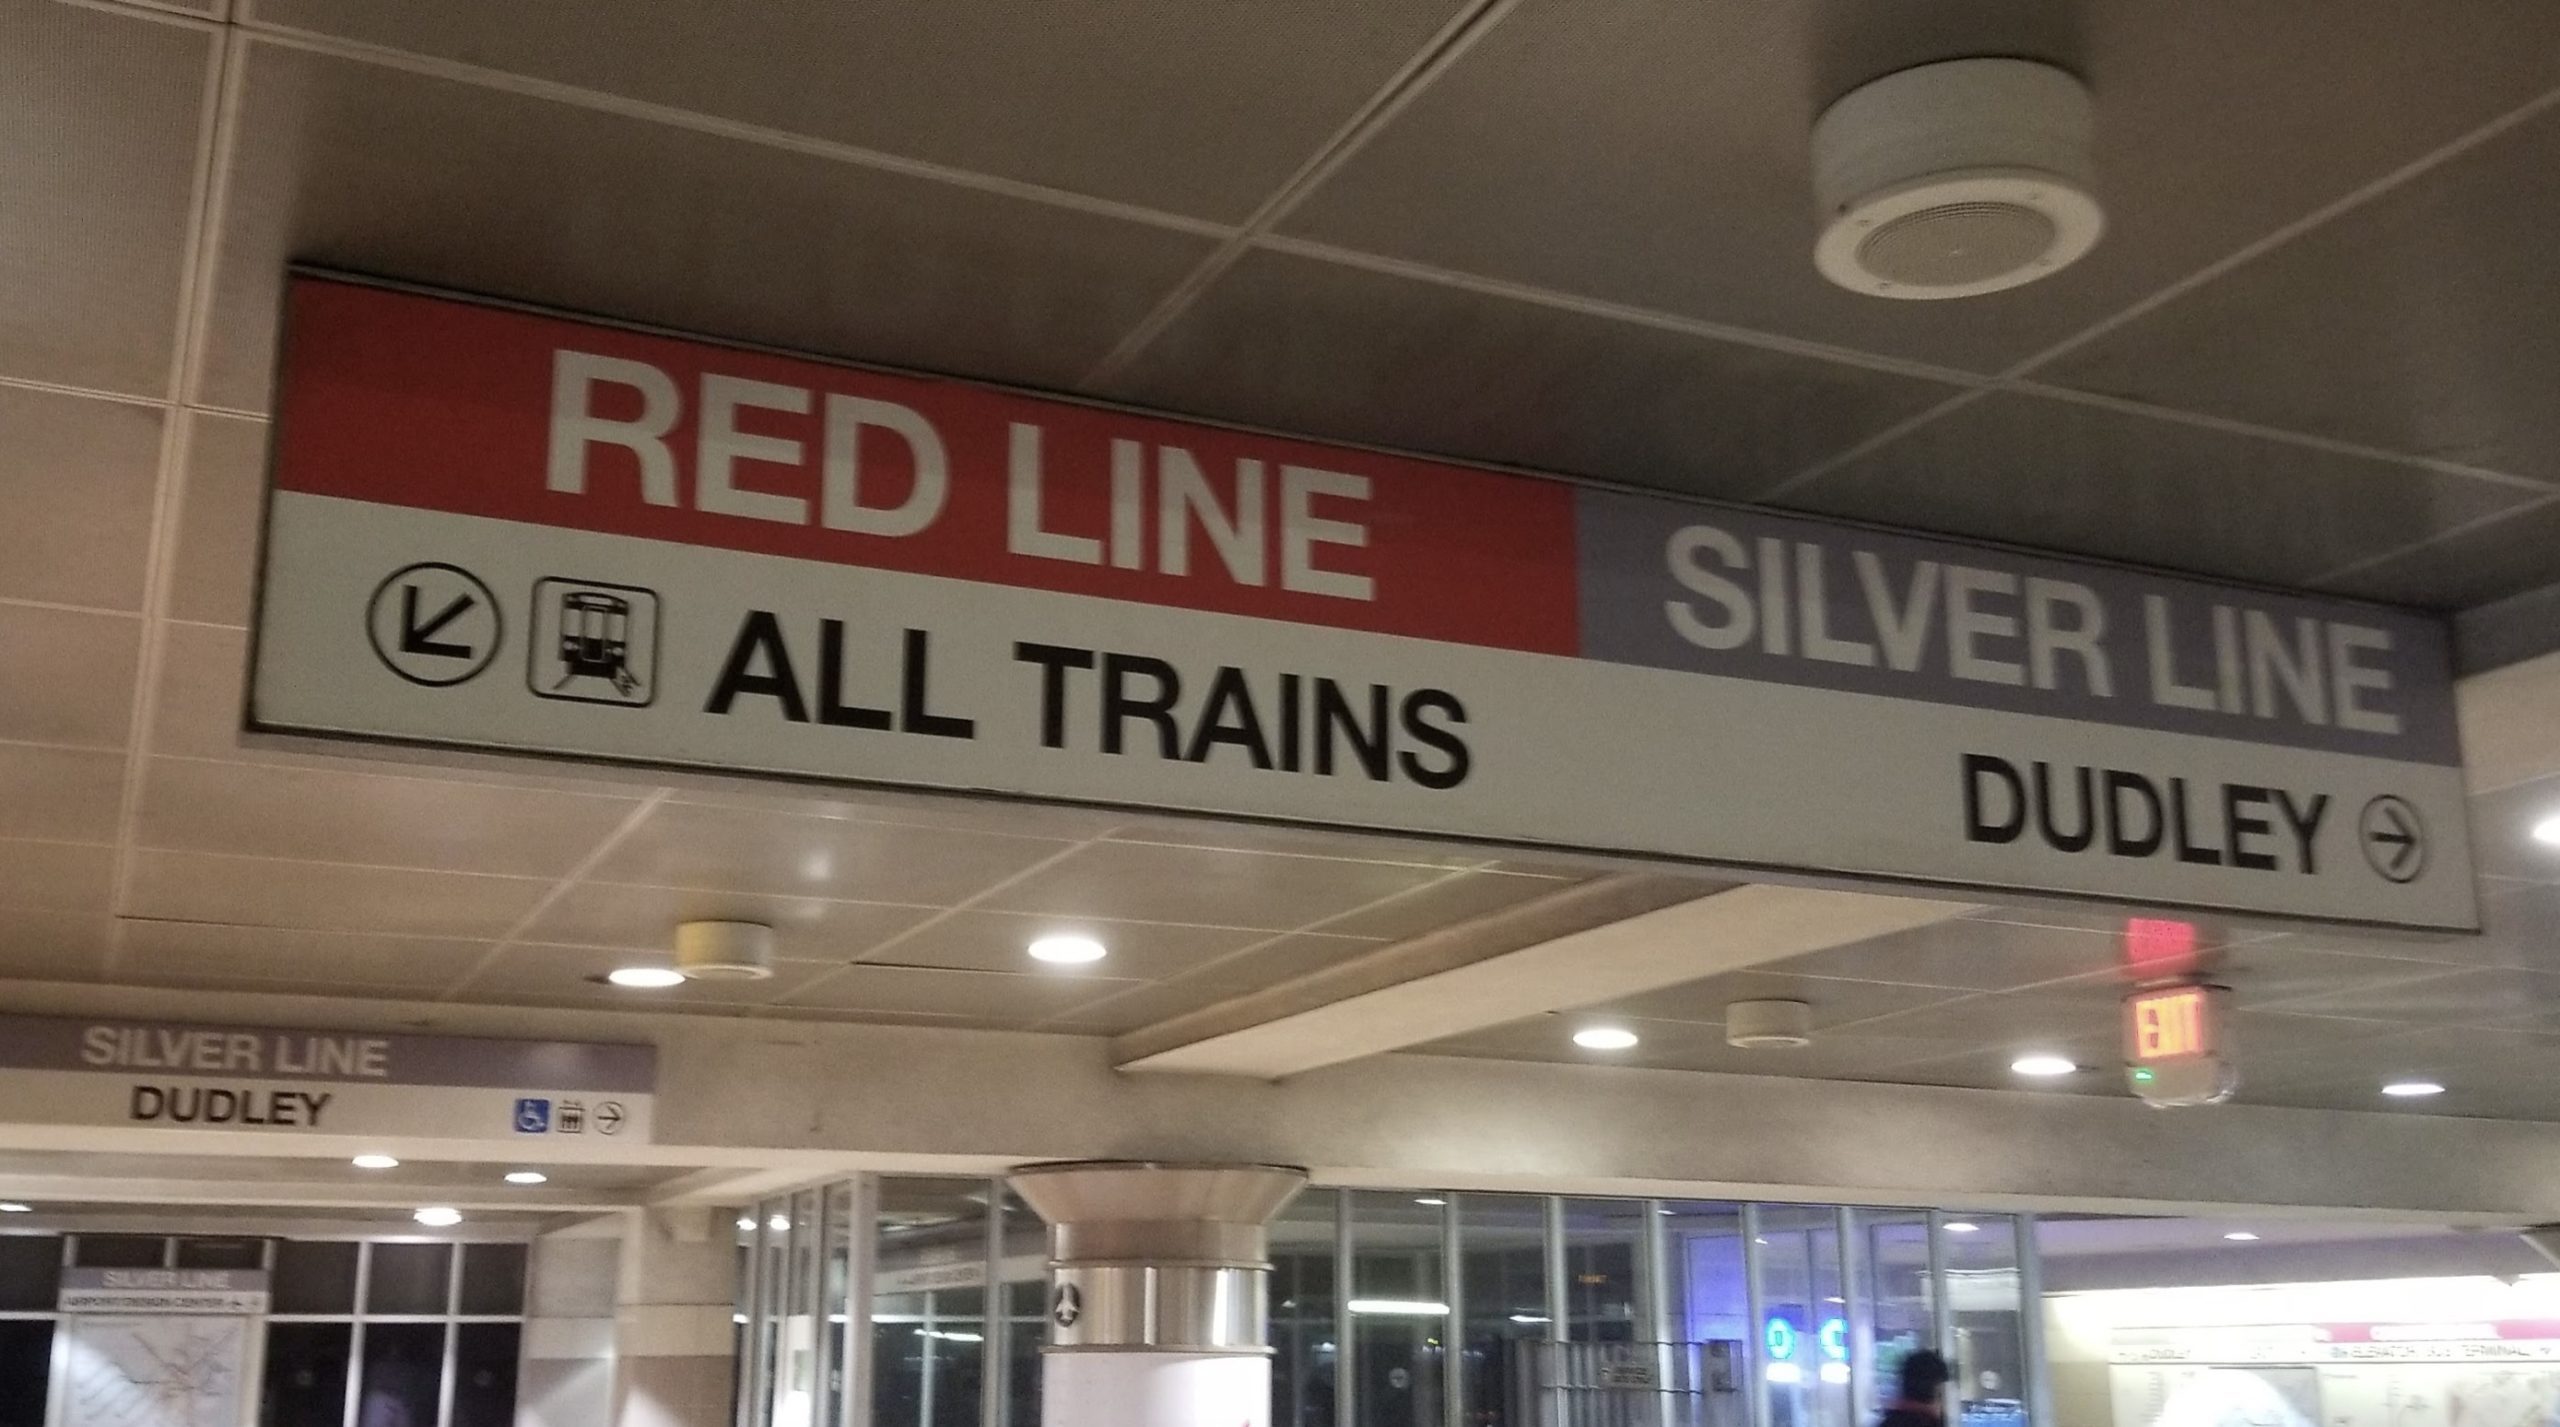 RED LINE
SILVER LINE
ALL TRAINS
DUDLEY
EXIT
SILVER LINE
DUDLEY
SILVER LINE